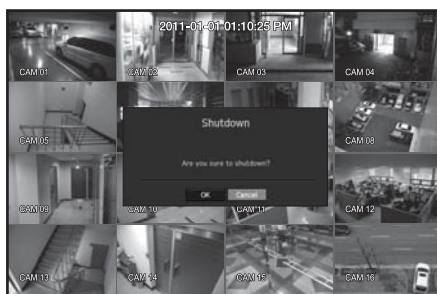 2011-01-01 01:10:25 PM
CAM 01
CAM 02
CAM 03
CAM 04
Shutdown
CAM 05
CAM 08
Are you sure to shutdown?
OK
Cancel
CAM 09
CAM 10
CAM 11
CAM 12
CAM 13
CAM 14
CAM 15
CAM 16